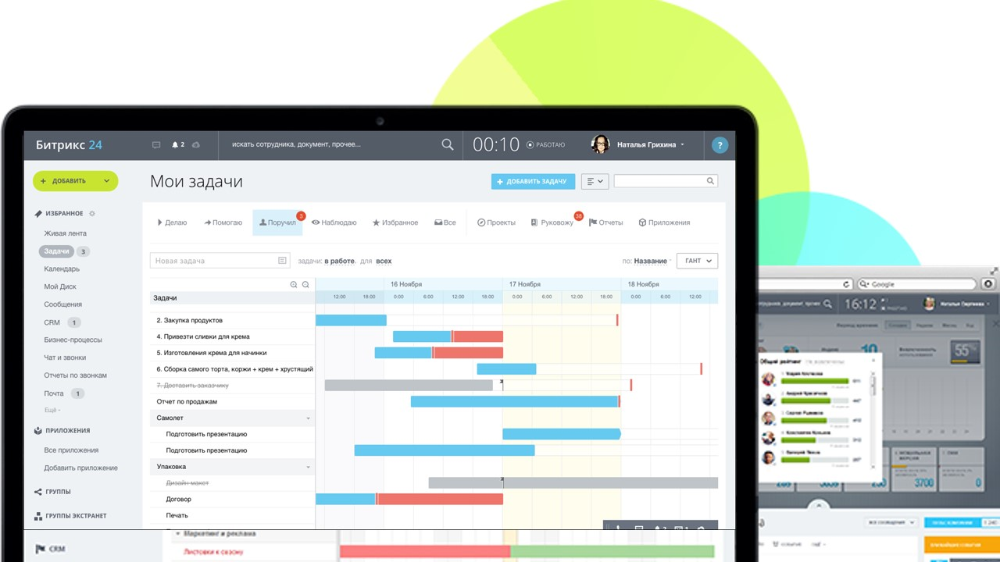 Битрикс 24
2
искать сотрудника, документ, прочее...
00:10
РАБОТАЮ
Наталья Грихина
?
+ ДОБАВИТЬ
Мои задачи
+ ДОБАВИТЬ ЗАДАЧУ
ИЗБРАННОЕ
Живая лента
Задачи 3
Календарь
Мой Диск
Сообщения
CRM 1
Бизнес-процессы
Чат и звонки
Отчеты по звонкам
Почта 1
Ещё -
ПРИЛОЖЕНИЯ
Все приложения
Добавить приложение
ГРУППЫ
ГРУППЫ ЭКСТРАНЕТ
CRM
Делаю
Помогаю
Поручил 3
Наблюдаю
Избранное
Все
Проекты
Руковожу 38
Отчеты
Приложения
Новая задача
задачи: в работе. для всех
по: Название
ГАНТ
16 Ноября 17 Ноября 18 Ноября
Задачи
12:00 18:00 0:00 6:00 12:00 18:00 0:00 6:00 12:00 18:00 0:00 6:00 12:00
2. Закупка продуктов
4. Привезти сливки для крема
5. Изготовления крема для начинки
6. Сборка самого торта, коржи + крем + хрустящий
7. Доставить заказчику
Отчет по продажам
Самолет
Подготовить презентацию
Подготовить презентацию
Упаковка
Дизайн-макет
Договор
Печать
Маркетинг и реклама
Листовки к сезону
Google
16:12
Общий рейтинг
55%
3700
0